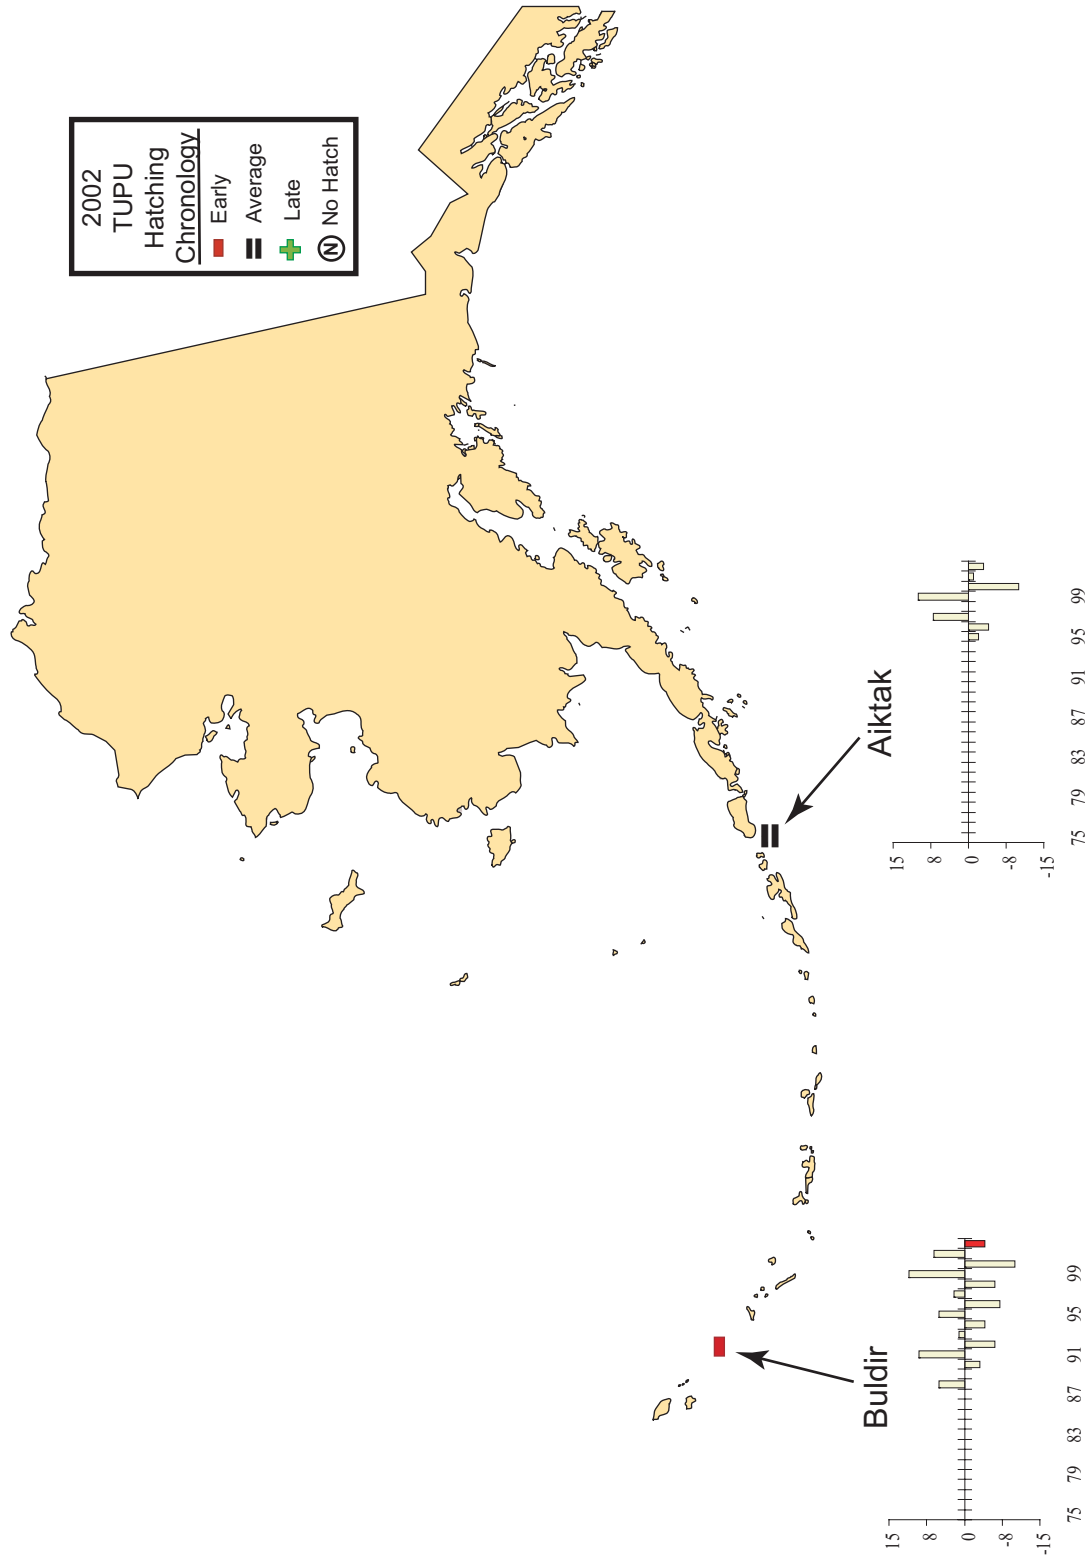 2002
TUPU
Hatching
Chronology
Early
Average
Late
N No Hatch
Buldir
Aiktak
15
8
0
-8
-15
75 79 83 87 91 95 99
15
8
0
-8
-15
75 79 83 87 91 95 99